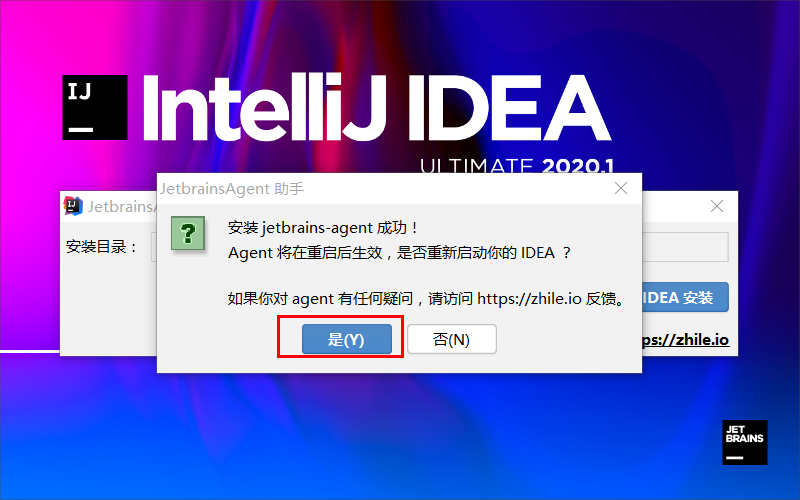 IJ
IntelliJ IDEA
ULTIMATE 2020.1
JetbrainsAgent 助手
JetbrainsA
安装目录：
?
安装 jetbrains-agent 成功！
Agent 将在重启后生效，是否重新启动你的 IDEA ？
如果你对 agent 有任何疑问，请访问 https://zhile.io 反馈。
IDEA 安装
是(Y)
否(N)
ps://zhile.io
JET
BRAINS